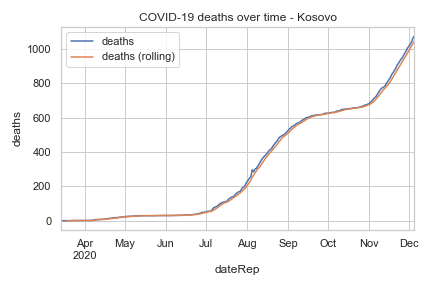 COVID-19 deaths over time - Kosovo
deaths
deaths (rolling)
1000
800
600
400
200
0
deaths
Apr May Jun Jul Aug Sep Oct Nov Dec
2020
dateRep